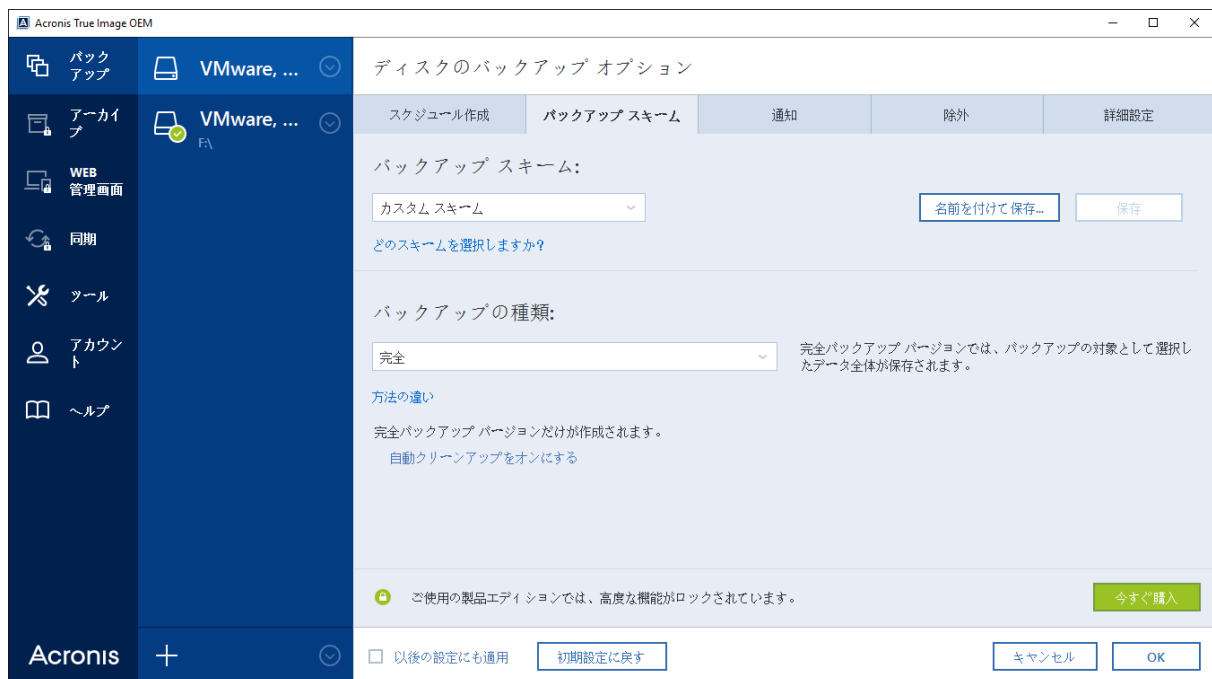 Acronis True Image OEM
バック
アップ
アーカイ
ブ
WEB
管理画面
同期
ツール
アカウン
ト
ヘルプ
Acronis
VMware, ...
VMware, ...
F:\
ディスクのバックアップ オプション
スケジュール作成
バックアップ スキーム
通知
除外
詳細設定
バックアップ スキーム:
カスタム スキーム
名前を付けて保存...
保存
どのスキームを選択しますか?
バックアップの種類:
完全
完全バックアップ バージョンでは、バックアップの対象として選択し
たデータ全体が保存されます。
方法の違い
完全バックアップ バージョンだけが作成されます。
自動クリーンアップをオンにする
ご使用の製品エディションでは、高度な機能がロックされています。
今すぐ購入
以後の設定にも適用
初期設定に戻す
キャンセル
OK